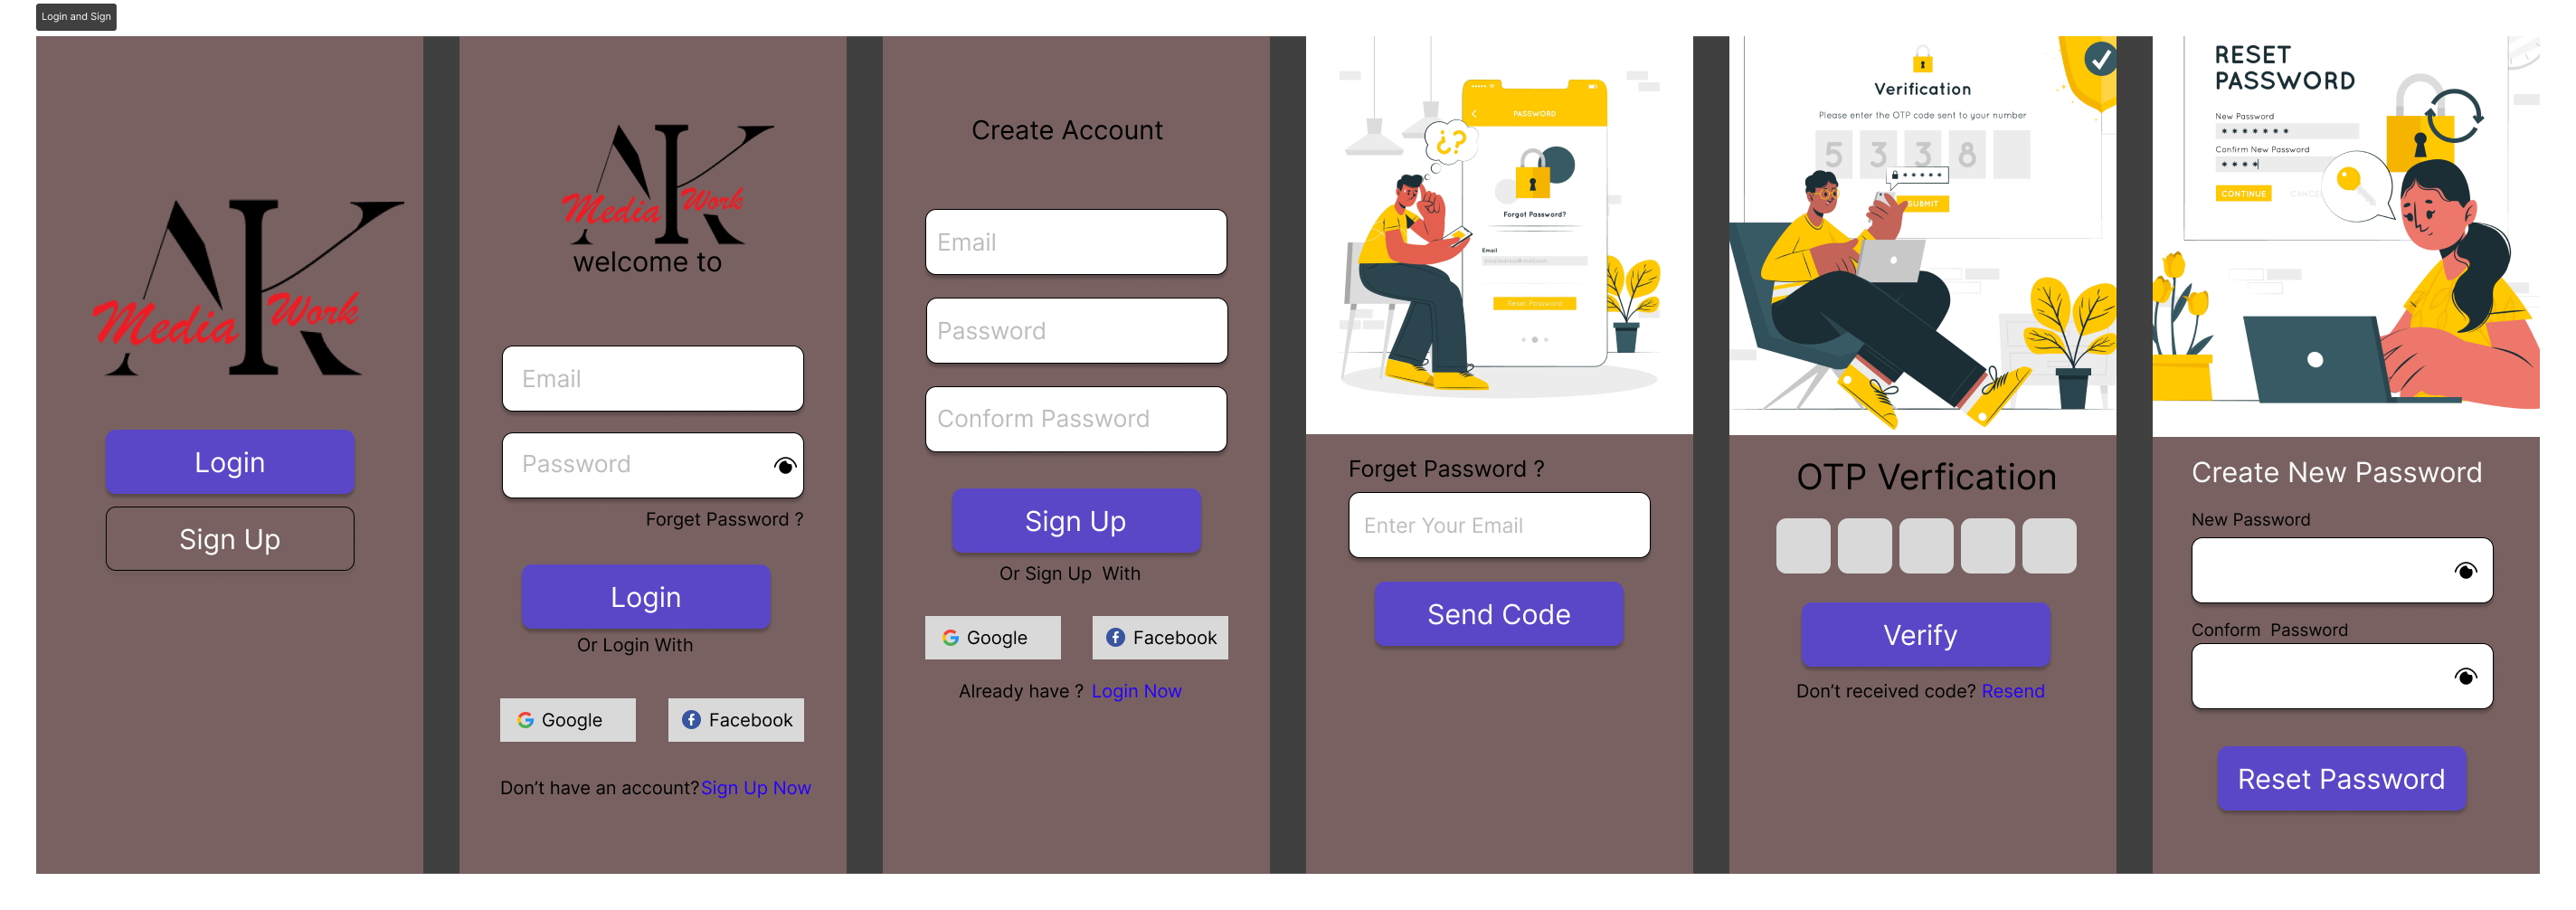 Login and Sign
AK
Media Work
Login
Sign Up
AK
Media Work
welcome to
Email
Password
Forget Password ?
Login
Or Login With
Google
Facebook
Don't have an account? Sign Up Now
Create Account
Email
Password
Conform Password
Sign Up
Or Sign Up With
Google
Facebook
Already have ? Login Now
PASSWORD
¿?
Forgot Password?
Email
Reset Password
Forget Password ?
Enter Your Email
Send Code
Verification
Please enter the OTP code sent to your number
5 3 3 8
*****
SUBMIT
OTP Verfication
Verify
Don't received code? Resend
RESET
PASSWORD
New Password
*******
Confirm New Password
****
CONTINUE
Create New Password
New Password
Conform Password
Reset Password